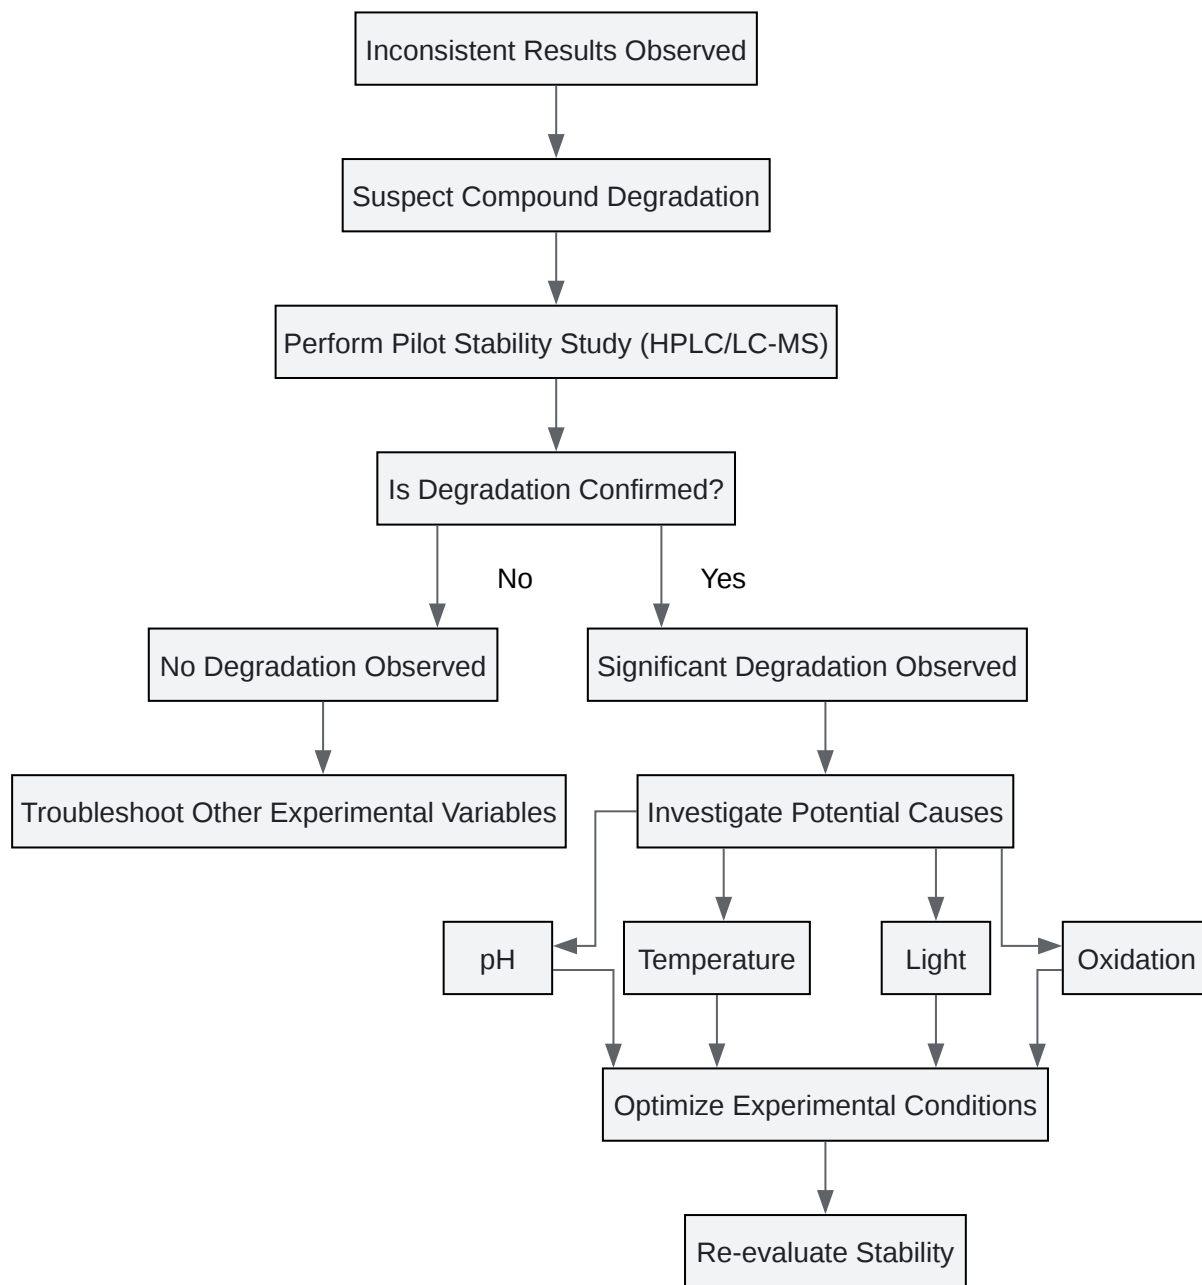 Inconsistent Results Observed
Suspect Compound Degradation
Perform Pilot Stability Study (HPLC/LC-MS)
Is Degradation Confirmed?
No
Yes
No Degradation Observed
Significant Degradation Observed
Troubleshoot Other Experimental Variables
Investigate Potential Causes
pH
Temperature
Light
Oxidation
Optimize Experimental Conditions
Re-evaluate Stability